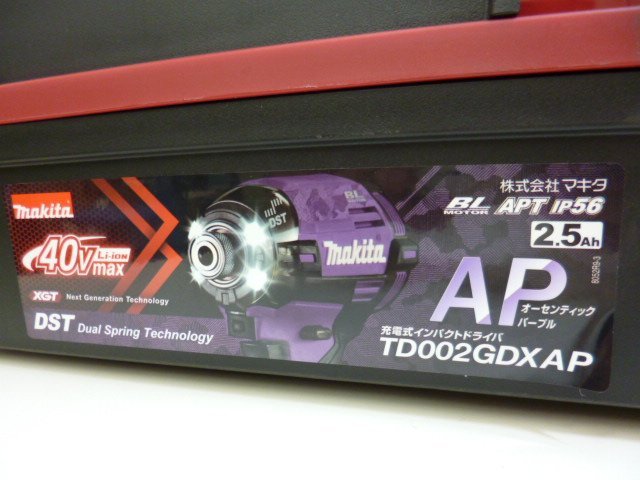 makita
40Vmax Li-ion
XGT Next Generation Technology
DST Dual Spring Technology
DST
BL
makita
株式会社マキタ
BL MOTOR APT IP56
2.5Ah
AP オーセンティック
パープル
充電式インパクトドライバ
TD002GDXAP